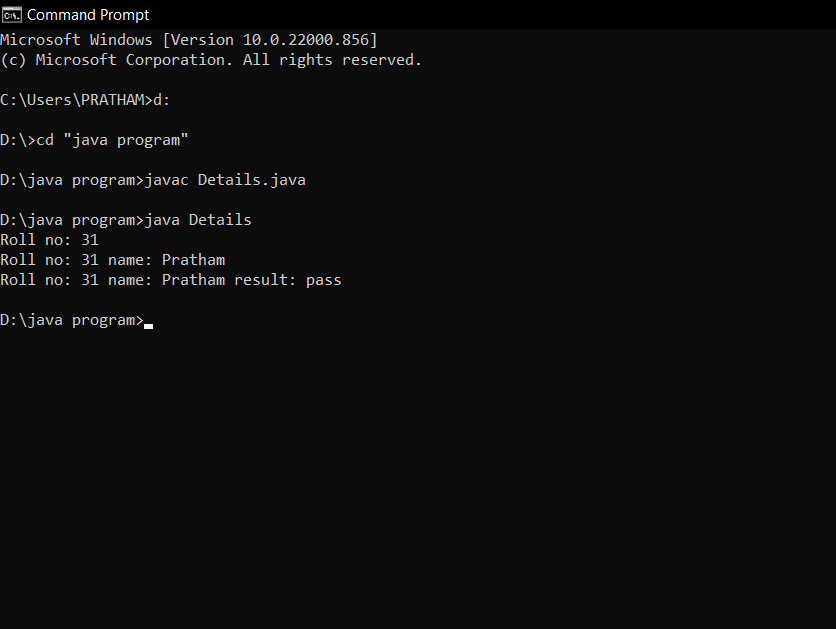 Command Prompt
Microsoft Windows [Version 10.0.22000.856]
(c) Microsoft Corporation. All rights reserved.
C:\Users\PRATHAM>d:
D:\>cd "java program"
D:\java program>javac Details.java
D:\java program>java Details
Roll no: 31
Roll no: 31 name: Pratham
Roll no: 31 name: Pratham result: pass
D:\java program>